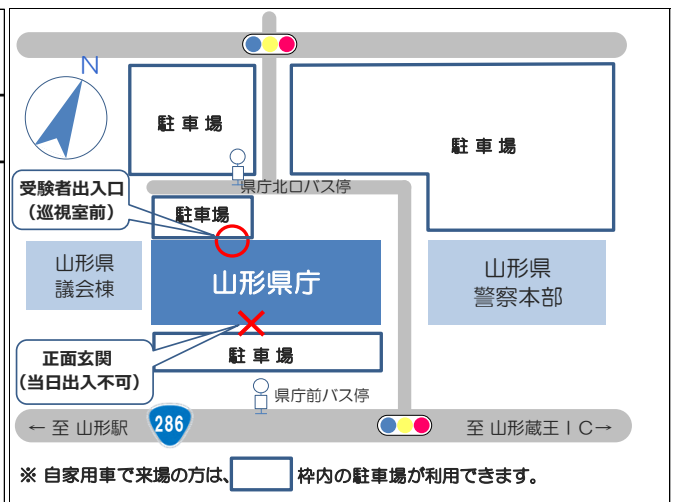 N
駐 車 場
駐 車 場
県庁北口バス停
受験者出入口
（巡視室前）
駐車場
山形県
議会棟
山形県庁
山形県
警察本部
正面玄関
（当日出入不可）
駐 車 場
県庁前バス停
← 至 山形駅
286
至 山形蔵王ＩＣ→
※ 自家用車で来場の方は、 枠内の駐車場が利用できます。